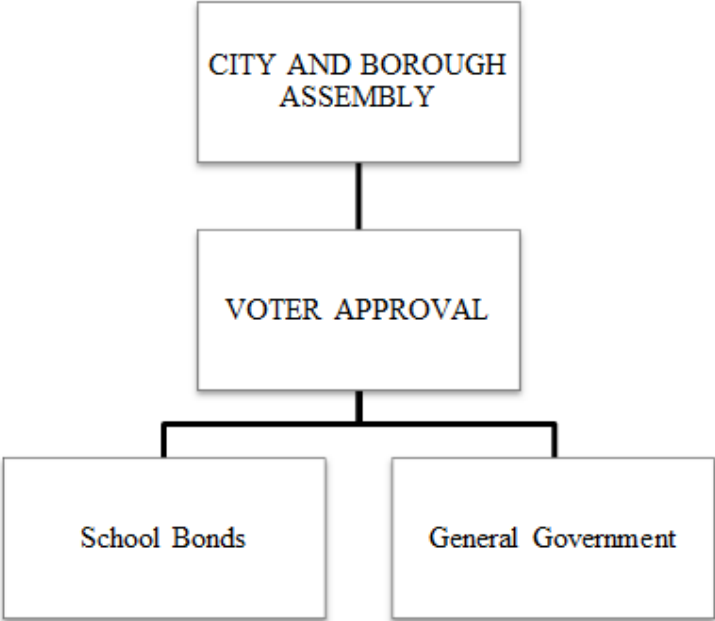 CITY AND BOROUGH
ASSEMBLY
VOTER APPROVAL
School Bonds
General Government